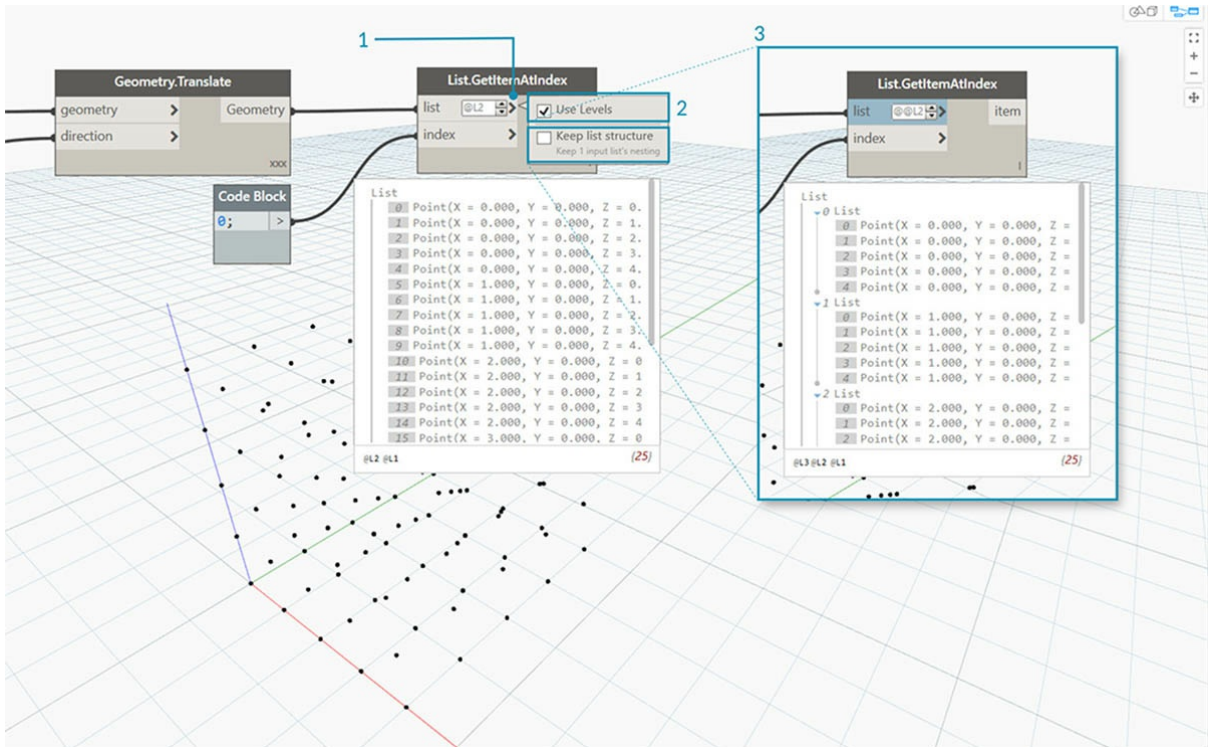 1
3
2
Geometry.Translate
geometry > Geometry
direction >
xxx
Code Block
0; >
List.GetItemAtIndex
list @L2 > <
index >
Use Levels
Keep list structure
Keep 1 input list's nesting
List
0 Point(X = 0.000, Y = 0.000, Z = 0.
1 Point(X = 0.000, Y = 0.000, Z = 1.
2 Point(X = 0.000, Y = 0.000, Z = 2.
3 Point(X = 0.000, Y = 0.000, Z = 3.
4 Point(X = 0.000, Y = 0.000, Z = 4.
5 Point(X = 1.000, Y = 0.000, Z = 0.
6 Point(X = 1.000, Y = 0.000, Z = 1.
7 Point(X = 1.000, Y = 0.000, Z = 2.
8 Point(X = 1.000, Y = 0.000, Z = 3.
9 Point(X = 1.000, Y = 0.000, Z = 4.
10 Point(X = 2.000, Y = 0.000, Z = 0
11 Point(X = 2.000, Y = 0.000, Z = 1
12 Point(X = 2.000, Y = 0.000, Z = 2
13 Point(X = 2.000, Y = 0.000, Z = 3
14 Point(X = 2.000, Y = 0.000, Z = 4
15 Point(X = 3.000, Y = 0.000, Z = 0
@L2 @L1 {25}
List.GetItemAtIndex
list @@L2 > item
index >
l
List
0 List
0 Point(X = 0.000, Y = 0.000, Z =
1 Point(X = 0.000, Y = 0.000, Z =
2 Point(X = 0.000, Y = 0.000, Z =
3 Point(X = 0.000, Y = 0.000, Z =
4 Point(X = 0.000, Y = 0.000, Z =
1 List
0 Point(X = 1.000, Y = 0.000, Z =
1 Point(X = 1.000, Y = 0.000, Z =
2 Point(X = 1.000, Y = 0.000, Z =
3 Point(X = 1.000, Y = 0.000, Z =
4 Point(X = 1.000, Y = 0.000, Z =
2 List
0 Point(X = 2.000, Y = 0.000, Z =
1 Point(X = 2.000, Y = 0.000, Z =
2 Point(X = 2.000, Y = 0.000, Z =
@L3 @L2 @L1 {25}